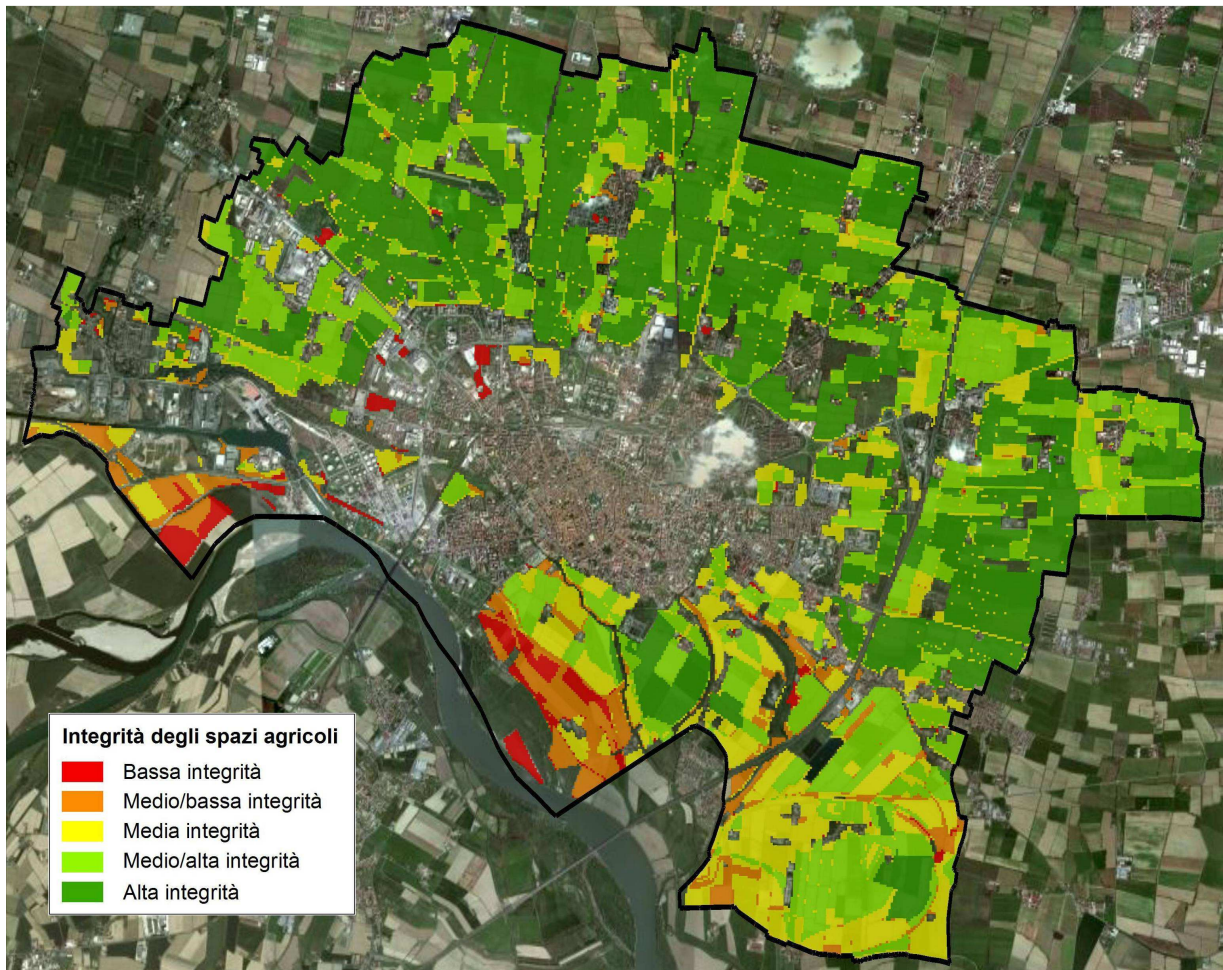 Integrità degli spazi agricoli
Bassa integrità
Medio/bassa integrità
Media integrità
Medio/alta integrità
Alta integrità